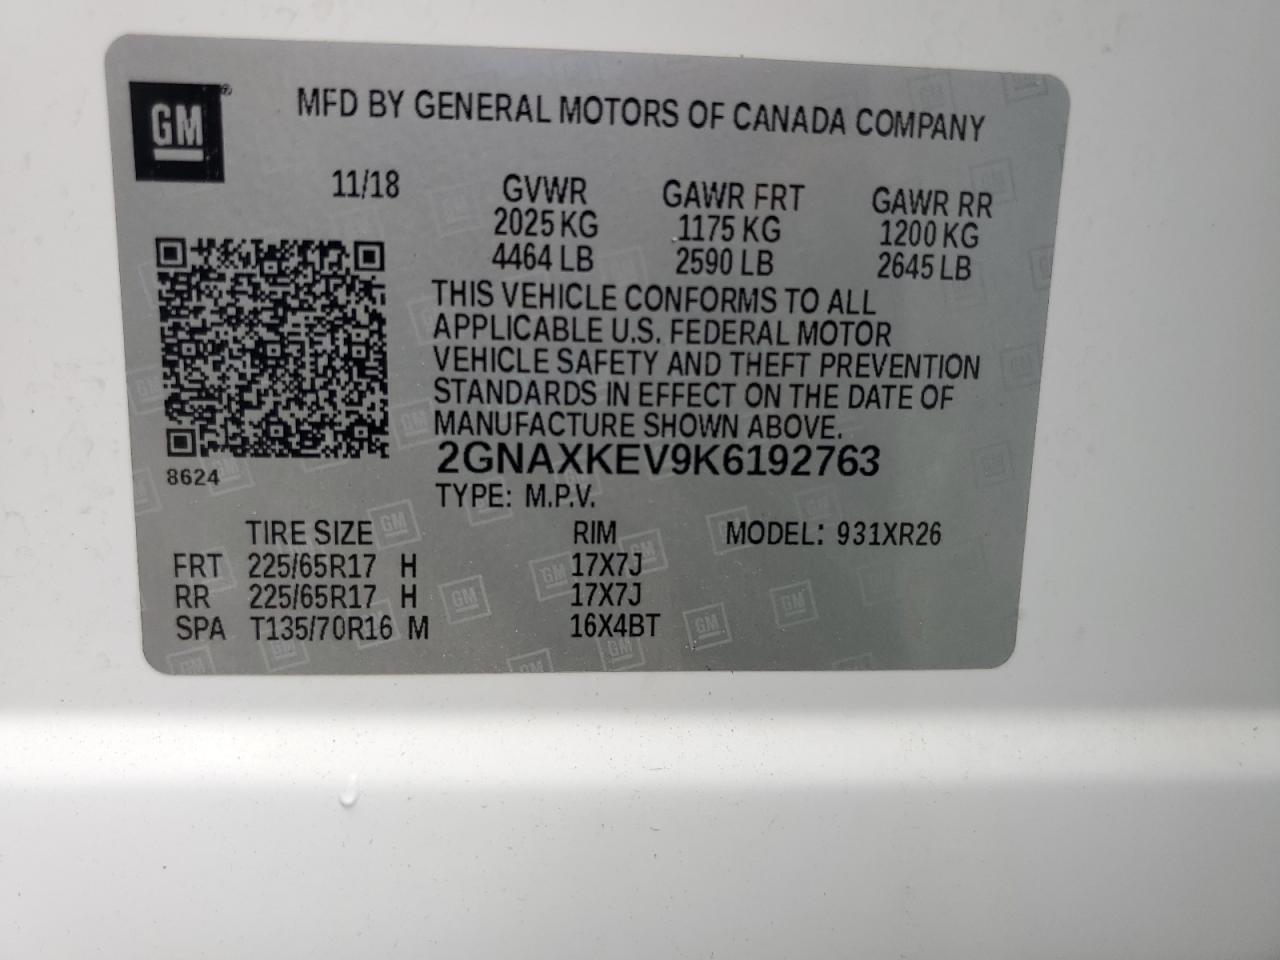 GM®
MFD BY GENERAL MOTORS OF CANADA COMPANY
11/18 GVWR GAWR FRT GAWR RR
2025 KG 1175 KG 1200 KG
4464 LB 2590 LB 2645 LB
THIS VEHICLE CONFORMS TO ALL
APPLICABLE U.S. FEDERAL MOTOR
VEHICLE SAFETY AND THEFT PREVENTION
STANDARDS IN EFFECT ON THE DATE OF
MANUFACTURE SHOWN ABOVE.
2GNAXKEV9K6192763
8624
TYPE: M.P.V.
TIRE SIZE RIM MODEL: 931XR26
FRT 225/65R17 H 17X7J
RR 225/65R17 H 17X7J
SPA T135/70R16 M 16X4BT